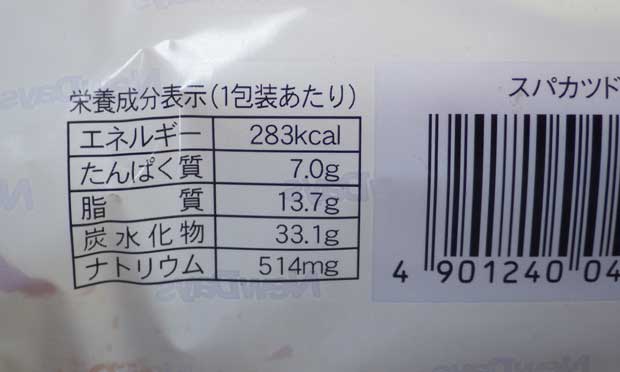 栄養成分表示(1包装あたり)
エネルギー 283kcal
たんぱく質 7.0g
脂質 13.7g
炭水化物 33.1g
ナトリウム 514mg
スパカツド
4 901240 04
NewDays